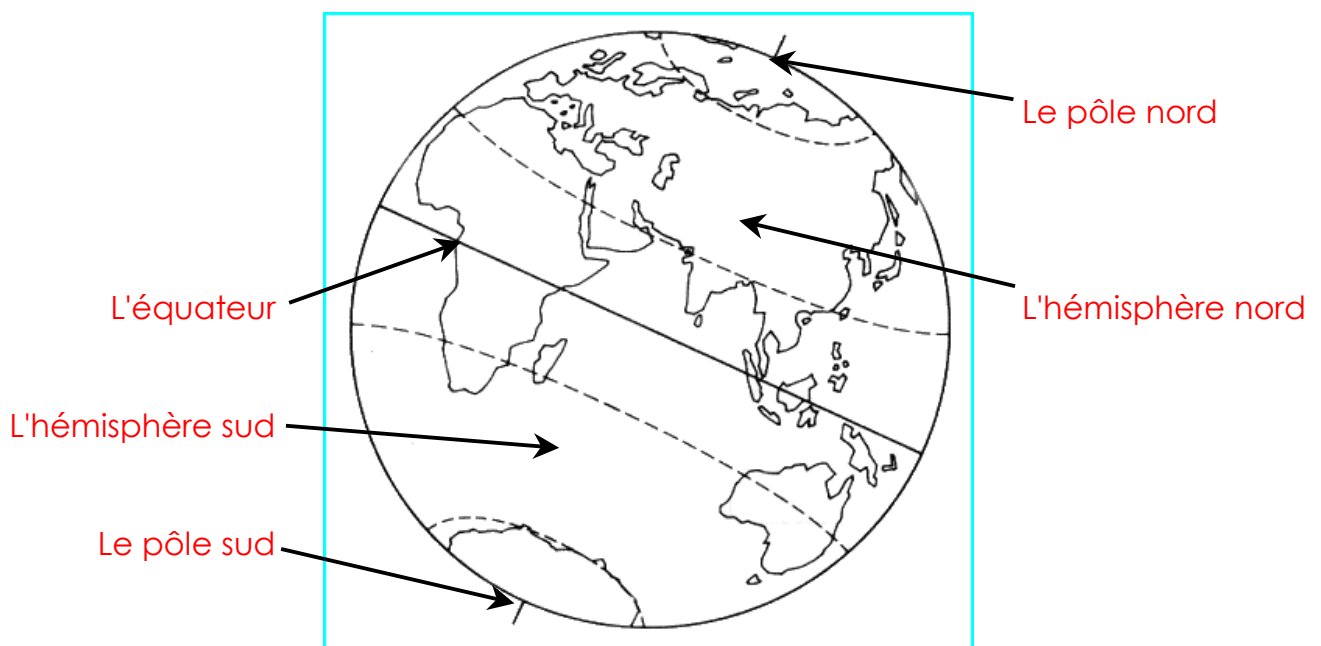 Le pôle nord
L'équateur
L'hémisphère nord
L'hémisphère sud
Le pôle sud